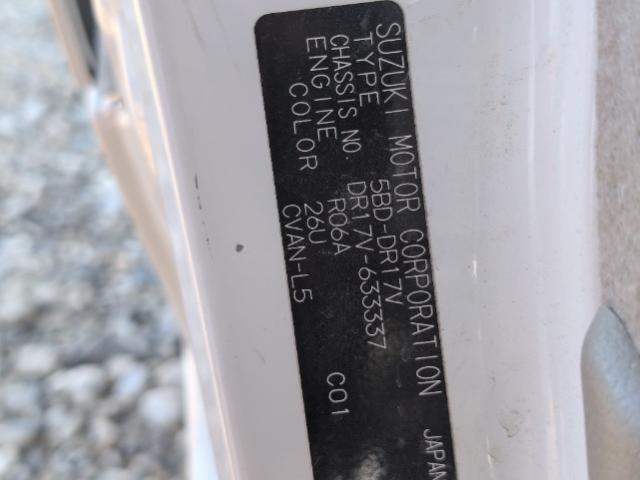 SUZUKI MOTOR CORPORATION JAPAN
TYPE 5BD-DR17V
CHASSIS NO. DR17V-633337
ENGINE R06A
COLOR 26U C01
CVAN-L5